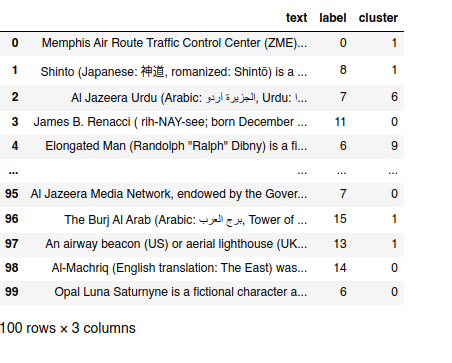 text label cluster
0 Memphis Air Route Traffic Control Center (ZME)... 0 1
1 Shinto (Japanese: 神道, romanized: Shintō) is a ... 8 1
2 Al Jazeera Urdu (Arabic: الجزيرة اردو, Urdu: ا... 7 6
3 James B. Renacci ( rih-NAY-see; born December ... 11 0
4 Elongated Man (Randolph "Ralph" Dibny) is a fi... 6 9
... ... ... ...
95 Al Jazeera Media Network, endowed by the Gover... 7 0
96 The Burj Al Arab (Arabic: برج العرب, Tower of ... 15 1
97 An airway beacon (US) or aerial lighthouse (UK... 13 1
98 Al-Machriq (English translation: The East) was... 14 0
99 Opal Luna Saturnyne is a fictional character a... 6 0
100 rows × 3 columns